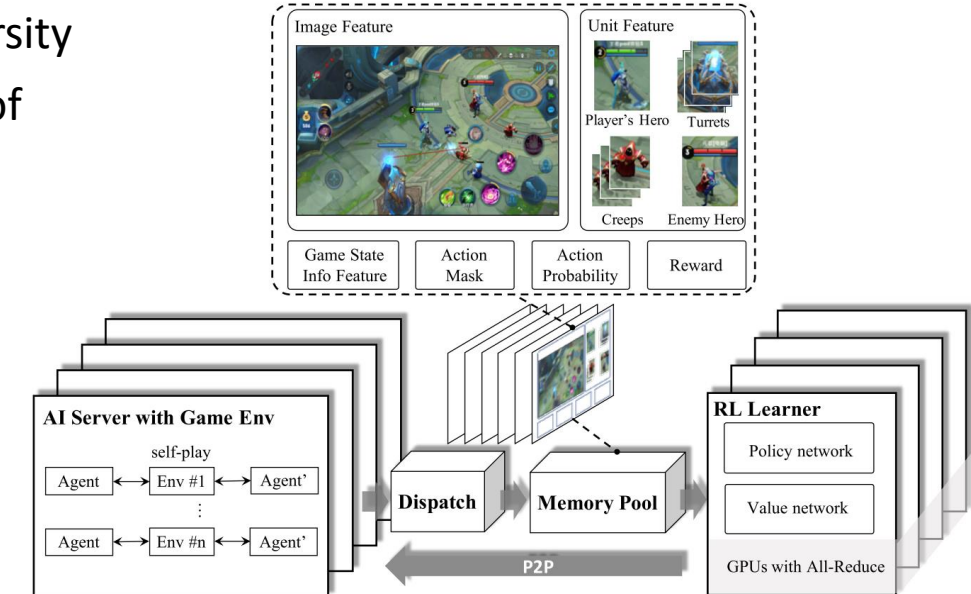 rsity
of
Image Feature
Unit Feature
Player's Hero
Turrets
Creeps
Enemy Hero
Game State
Info Feature
Action
Mask
Action
Probability
Reward
AI Server with Game Env
self-play
Agent
Env #1
Agent'
⋮
Agent
Env #n
Agent'
Dispatch
Memory Pool
RL Learner
Policy network
Value network
GPUs with All-Reduce
P2P